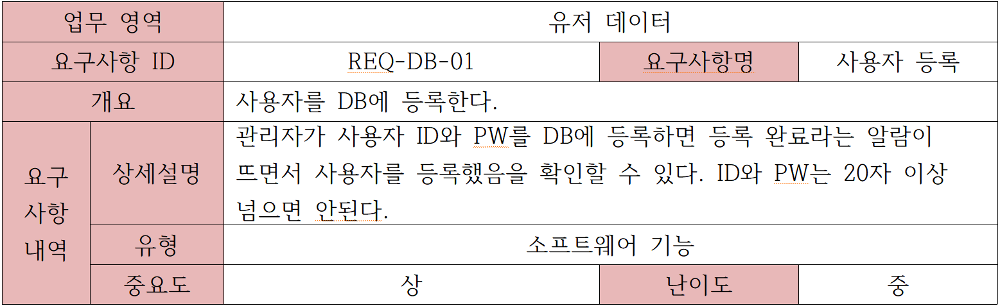 업무 영역 유저 데이터
요구사항 ID REQ-DB-01 요구사항명 사용자 등록
개요 사용자를 DB에 등록한다.
요구
사항
내역
상세설명
관리자가 사용자 ID와 PW를 DB에 등록하면 등록 완료라는 알람이
뜨면서 사용자를 등록했음을 확인할 수 있다. ID와 PW는 20자 이상
넘으면 안된다.
유형 소프트웨어 기능
중요도 상 난이도 중